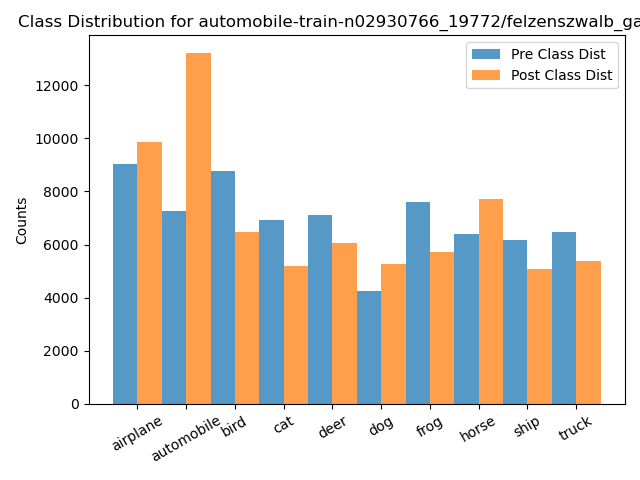 Class Distribution for automobile-train-n02930766_19772/felzenszwalb_ga
Pre Class Dist
Post Class Dist
Counts
12000
10000
8000
6000
4000
2000
0
airplane
automobile
bird
cat
deer
dog
frog
horse
ship
truck